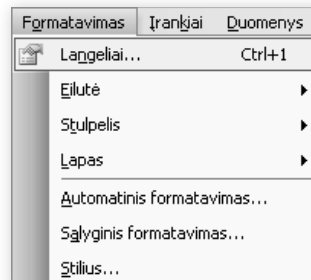 Formatavimas Įrankiai Duomenys
Langeliai... Ctrl+1
Eilutė
Stulpelis
Lapas
Automatinis formatavimas...
Sąlyginis formatavimas...
Stilius...